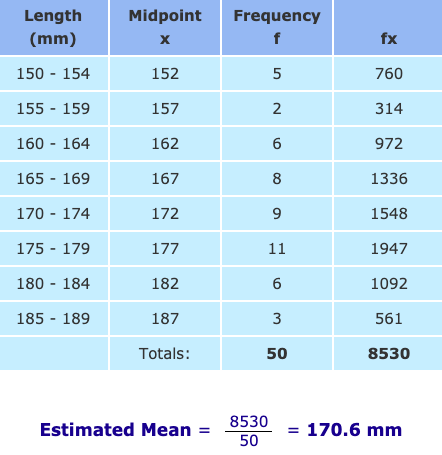 Length (mm) Midpoint x Frequency f fx
150 - 154 152 5 760
155 - 159 157 2 314
160 - 164 162 6 972
165 - 169 167 8 1336
170 - 174 172 9 1548
175 - 179 177 11 1947
180 - 184 182 6 1092
185 - 189 187 3 561
Totals: 50 8530
Estimated Mean = 8530/50 = 170.6 mm